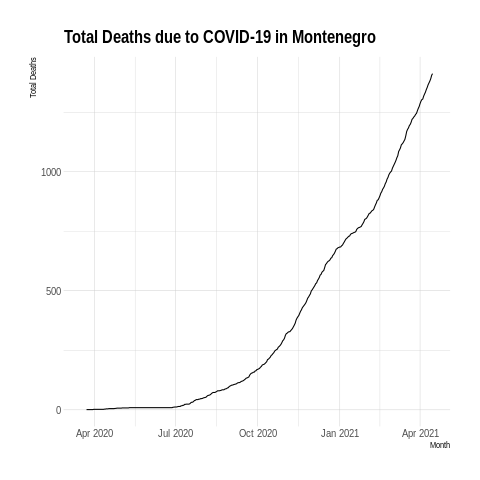 Total Deaths due to COVID-19 in Montenegro
Total Deaths
1000
500
0
Apr 2020 Jul 2020 Oct 2020 Jan 2021 Apr 2021
Month